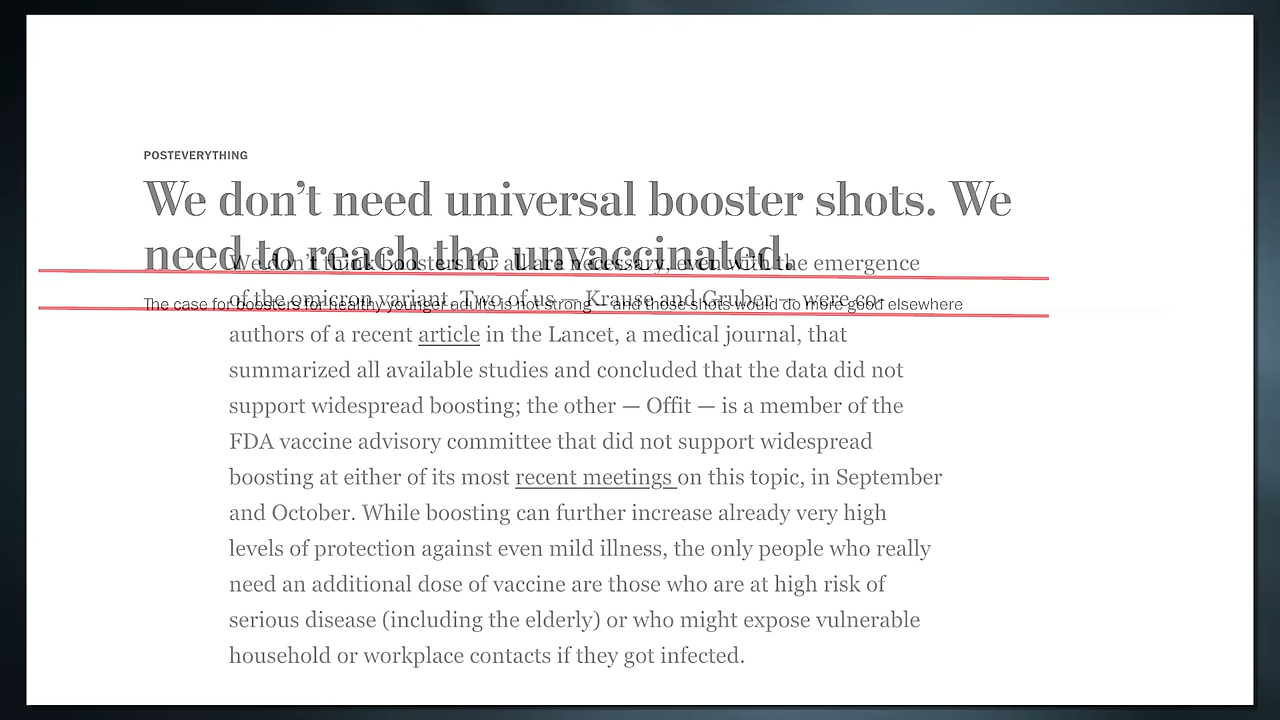 POSTEVERYTHING
We don’t need universal booster shots. We
need to reach the unvaccinated.
The case for boosters for healthy younger adults is not strong — and those shots would do more good elsewhere
We don’t think boosters for all are necessary, even with the emergence
of the omicron variant. Two of us — Krause and Gruber — were co-
authors of a recent article in the Lancet, a medical journal, that
summarized all available studies and concluded that the data did not
support widespread boosting; the other — Offit — is a member of the
FDA vaccine advisory committee that did not support widespread
boosting at either of its most recent meetings on this topic, in September
and October. While boosting can further increase already very high
levels of protection against even mild illness, the only people who really
need an additional dose of vaccine are those who are at high risk of
serious disease (including the elderly) or who might expose vulnerable
household or workplace contacts if they got infected.